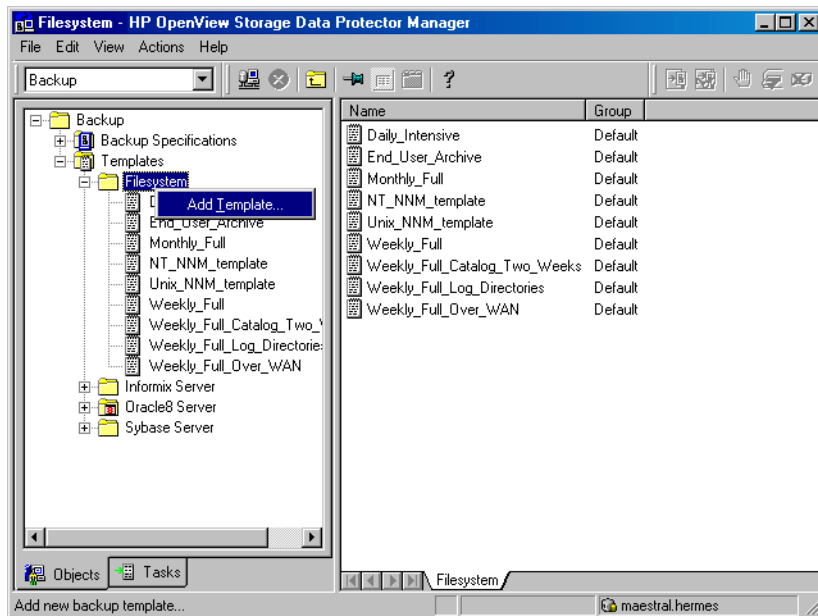 Filesystem - HP OpenView Storage Data Protector Manager
File Edit View Actions Help
Backup
Backup
Backup Specifications
Templates
Filesystem
Add Template...
End_User_Archive
Monthly_Full
NT_NNM_template
Unix_NNM_template
Weekly_Full
Weekly_Full_Catalog_Two_
Weekly_Full_Log_Directorie
Weekly_Full_Over_WAN
Informix Server
Oracle8 Server
Sybase Server
Objects Tasks
Name Group
Daily_Intensive Default
End_User_Archive Default
Monthly_Full Default
NT_NNM_template Default
Unix_NNM_template Default
Weekly_Full Default
Weekly_Full_Catalog_Two_Weeks Default
Weekly_Full_Log_Directories Default
Weekly_Full_Over_WAN Default
Filesystem
Add new backup template... maestral.hermes